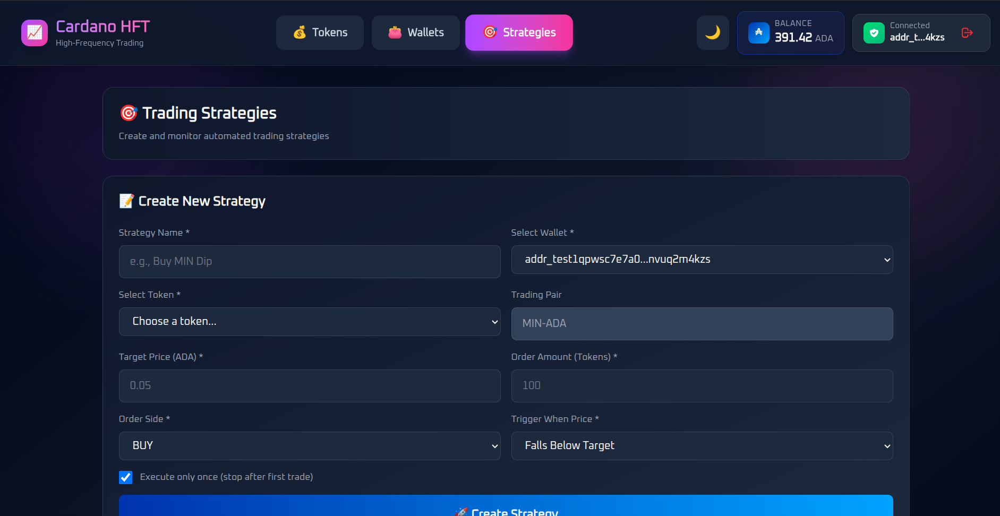 Cardano HFT
High-Frequency Trading
Tokens
Wallets
Strategies
BALANCE
391.42 ADA
Connected
addr_t...4kzs
Trading Strategies
Create and monitor automated trading strategies
Create New Strategy
Strategy Name *
Select Wallet *
e.g., Buy MIN Dip
addr_test1qpwsc7e7a0...nvuq2m4kzs
Select Token *
Trading Pair
Choose a token...
MIN-ADA
Target Price (ADA) *
Order Amount (Tokens) *
0.05
100
Order Side *
Trigger When Price *
BUY
Falls Below Target
Execute only once (stop after first trade)
Create Strategy